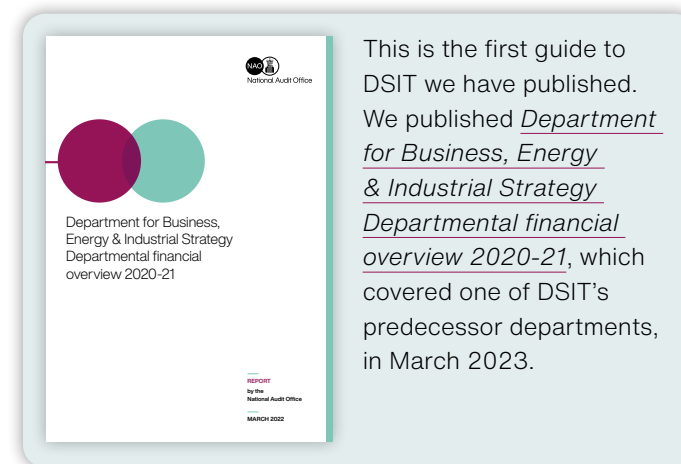 NAO
National Audit Office
Department for Business,
Energy & Industrial Strategy
Departmental financial
overview 2020-21
REPORT
by the
National Audit Office
MARCH 2022
This is the first guide to
DSIT we have published.
We published Department
for Business, Energy
& Industrial Strategy
Departmental financial
overview 2020-21, which
covered one of DSIT’s
predecessor departments,
in March 2023.